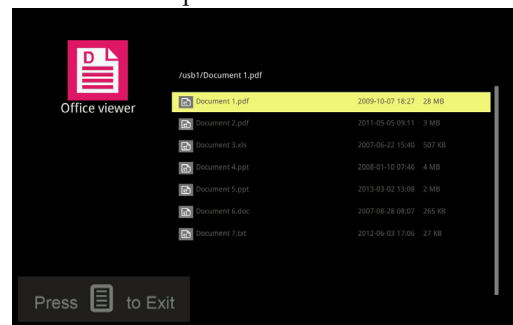 D
Office viewer
/usb1/Document 1.pdf
Document 1.pdf 2009-10-07 18:27 28 MB
Document 2.pdf 2011-05-05 09:11 3 MB
Document 3.xls 2007-06-22 15:40 507 KB
Document 4.ppt 2008-01-10 07:46 4 MB
Document 5.ppt 2013-03-02 13:08 2 MB
Document 6.doc 2007-08-28 08:07 265 KB
Document 7.txt 2012-06-03 17:06 27 KB
Press to Exit